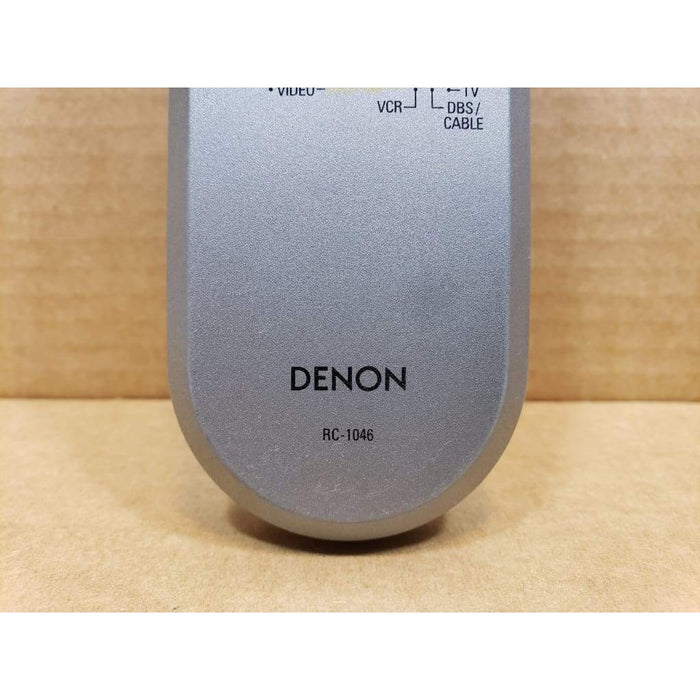 • VIDEO
TV
VCR DBS/
CABLE
DENON
RC-1046